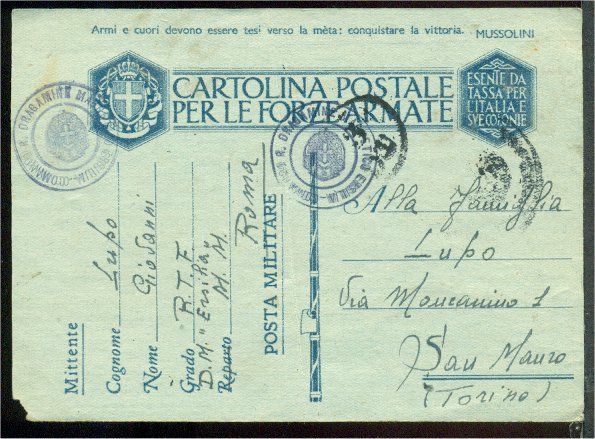 Armi e cuori devono essere tesi verso la mèta: conquistare la vittoria. MUSSOLINI
CARTOLINA POSTALE
PER LE FORZE ARMATE
ESENTE DA
TASSA PER
L'ITALIA E
SVE COLONIE
Mittente
Cognome Lupo
Nome Giovanni
Grado R.T.F.
D.M. "Ersilia"
Reparto M. M.
POSTA MILITARE Roma
Alla Famiglia
Lupo
Via Moncanino 1
San Mauro
(Torino)